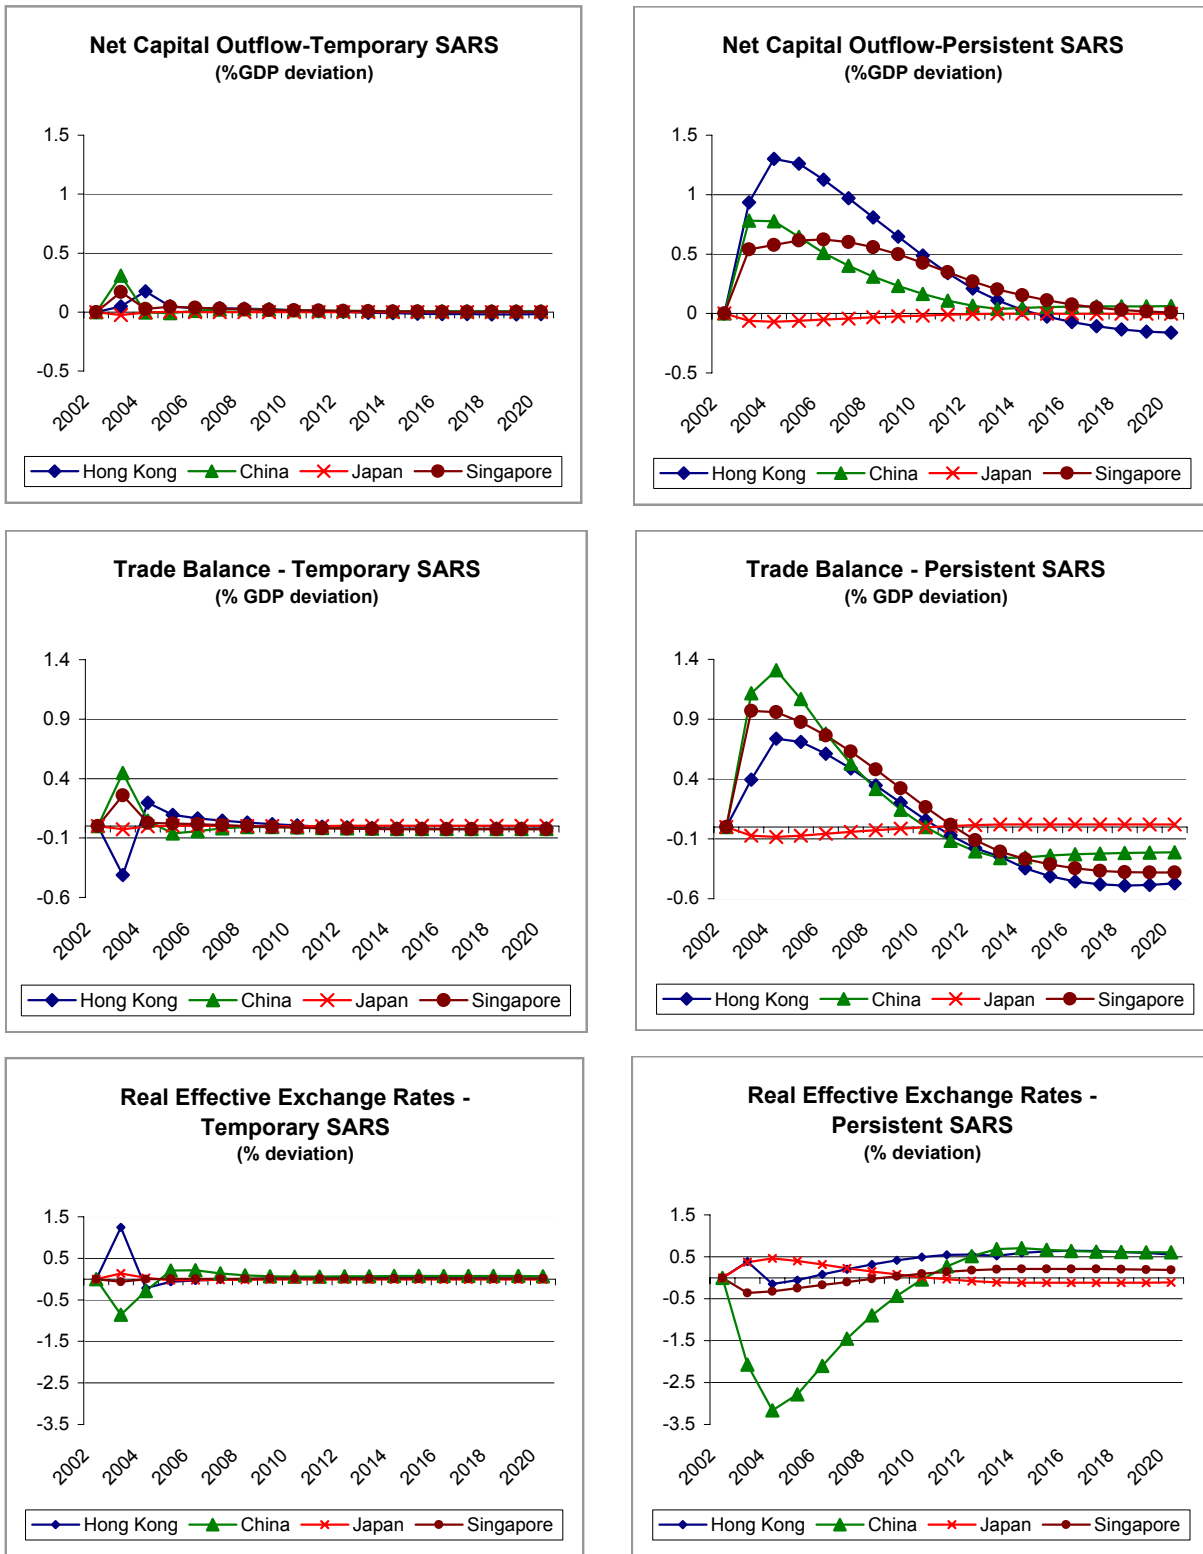 Net Capital Outflow-Temporary SARS
(%GDP deviation)
1.5
1
0.5
0
-0.5
2002 2004 2006 2008 2010 2012 2014 2016 2018 2020
Hong Kong China Japan Singapore
Net Capital Outflow-Persistent SARS
(%GDP deviation)
1.5
1
0.5
0
-0.5
2002 2004 2006 2008 2010 2012 2014 2016 2018 2020
Hong Kong China Japan Singapore
Trade Balance - Temporary SARS
(% GDP deviation)
1.4
0.9
0.4
-0.1
-0.6
2002 2004 2006 2008 2010 2012 2014 2016 2018 2020
Hong Kong China Japan Singapore
Trade Balance - Persistent SARS
(% GDP deviation)
1.4
0.9
0.4
-0.1
-0.6
2002 2004 2006 2008 2010 2012 2014 2016 2018 2020
Hong Kong China Japan Singapore
Real Effective Exchange Rates -
Temporary SARS
(% deviation)
1.5
0.5
-0.5
-1.5
-2.5
-3.5
2002 2004 2006 2008 2010 2012 2014 2016 2018 2020
Hong Kong China Japan Singapore
Real Effective Exchange Rates -
Persistent SARS
(% deviation)
1.5
0.5
-0.5
-1.5
-2.5
-3.5
2002 2004 2006 2008 2010 2012 2014 2016 2018 2020
Hong Kong China Japan Singapore